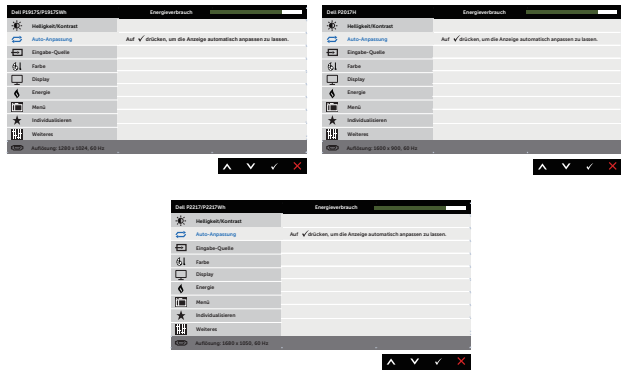 Dell P1917S/P1917SWh Energieverbrauch
Helligkeit/Kontrast
Auto-Anpassung Auf ✓ drücken, um die Anzeige automatisch anpassen zu lassen.
Eingabe-Quelle
Farbe
Display
Energie
Menü
Individualisieren
Weiteres
Auflösung: 1280 x 1024, 60 Hz
Dell P2017H Energieverbrauch
Helligkeit/Kontrast
Auto-Anpassung Auf ✓ drücken, um die Anzeige automatisch anpassen zu lassen.
Eingabe-Quelle
Farbe
Display
Energie
Menü
Individualisieren
Weiteres
Auflösung: 1600 x 900, 60 Hz
Dell P2217/P2217Wh Energieverbrauch
Helligkeit/Kontrast
Auto-Anpassung Auf ✓ drücken, um die Anzeige automatisch anpassen zu lassen.
Eingabe-Quelle
Farbe
Display
Energie
Menü
Individualisieren
Weiteres
Auflösung: 1680 x 1050, 60 Hz